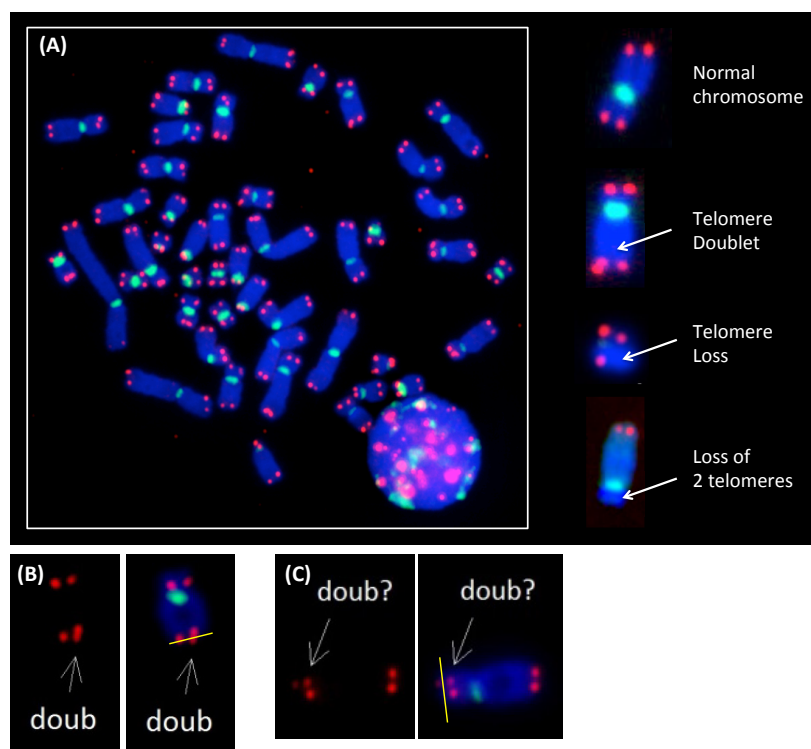 (A)
Normal
chromosome
Telomere
Doublet
Telomere
Loss
Loss of
2 telomeres
(B)
doub
doub
(C)
doub?
doub?